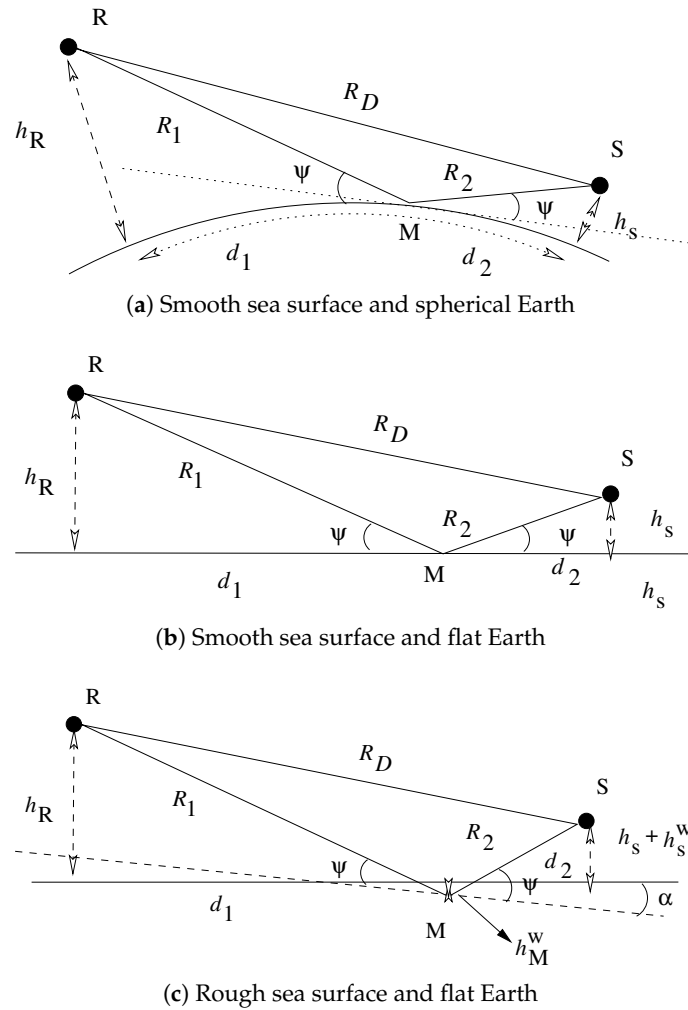 R
h_R
R_1
R_D
S
ψ
R_2
ψ
M
h_s
d_1
d_2
(a) Smooth sea surface and spherical Earth
R
R_D
S
h_R
R_1
R_2
h_s
ψ
ψ
M
d_1
d_2
h_s
(b) Smooth sea surface and flat Earth
R
R_D
S
h_R
R_1
R_2
h_s + h_s^w
ψ
d_2
ψ
α
d_1
M
h_M^w
(c) Rough sea surface and flat Earth